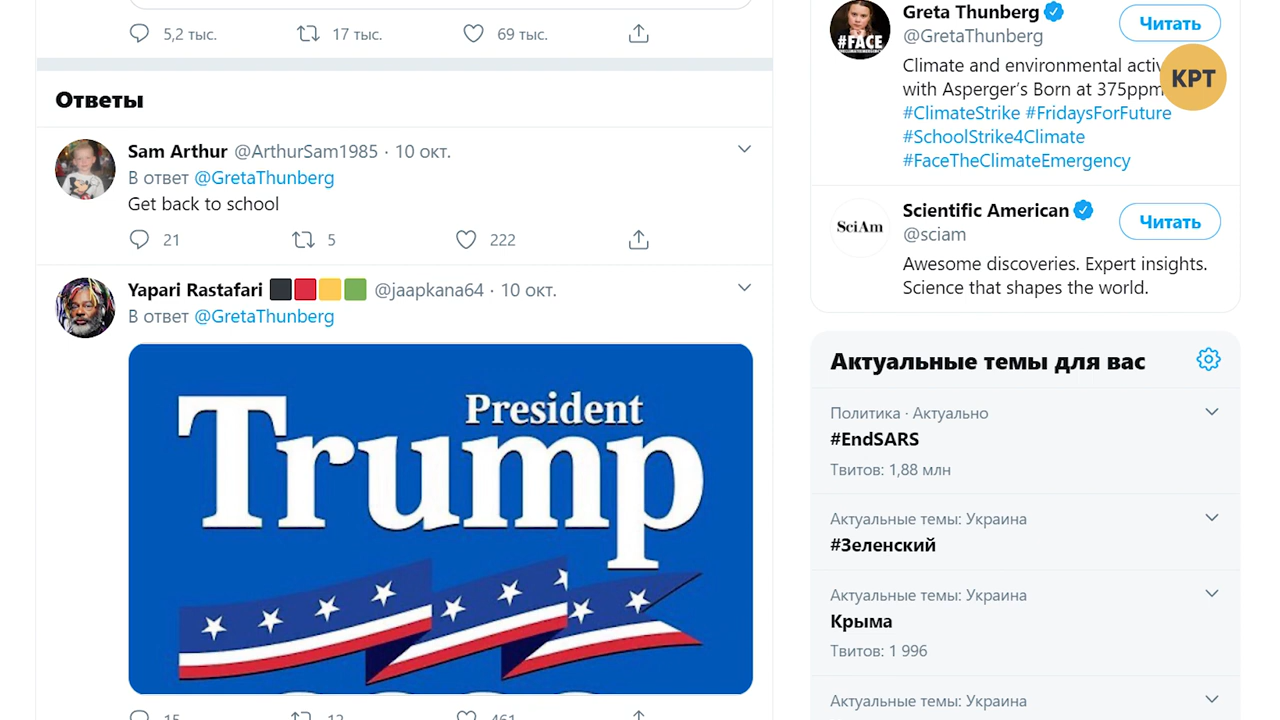 5,2 тыс. 17 тыс. 69 тыс.
Ответы
Sam Arthur @ArthurSam1985 · 10 окт.
В ответ @GretaThunberg
Get back to school
21 5 222
Yapari Rastafari @jaapkana64 · 10 окт.
В ответ @GretaThunberg
President
Trump
#FACE
Greta Thunberg
@GretaThunberg
Читать
Climate and environmental
with Asperger's Born at 375ppm
#ClimateStrike #FridaysForFuture
#SchoolStrike4Climate
#FaceTheClimateEmergency
КРТ
SciAm
Scientific American
@sciam
Читать
Awesome discoveries. Expert insights.
Science that shapes the world.
Актуальные темы для вас
Политика · Актуально
#EndSARS
Твитов: 1,88 млн
Актуальные темы: Украина
#Зеленский
Актуальные темы: Украина
Крыма
Твитов: 1 996
Актуальные темы: Украина